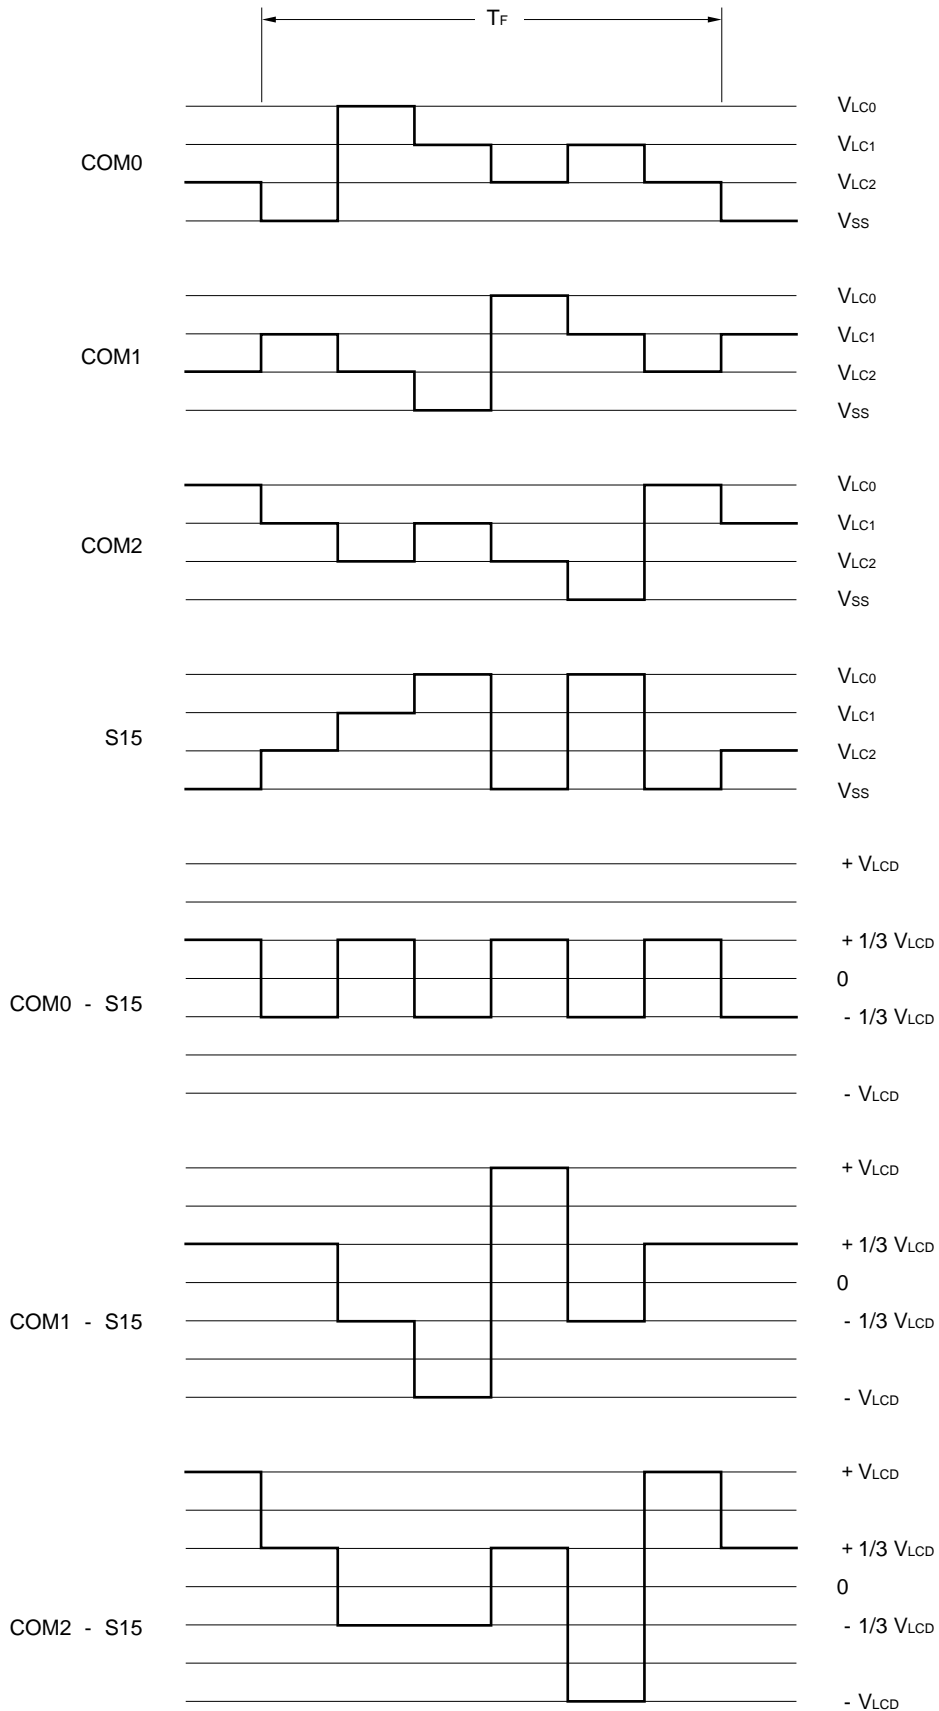 TF
COM0
VLC0
VLC1
VLC2
VSS
COM1
VLC0
VLC1
VLC2
VSS
COM2
VLC0
VLC1
VLC2
VSS
S15
VLC0
VLC1
VLC2
VSS
COM0 - S15
+ VLCD
+ 1/3 VLCD
0
- 1/3 VLCD
- VLCD
COM1 - S15
+ VLCD
+ 1/3 VLCD
0
- 1/3 VLCD
- VLCD
COM2 - S15
+ VLCD
+ 1/3 VLCD
0
- 1/3 VLCD
- VLCD